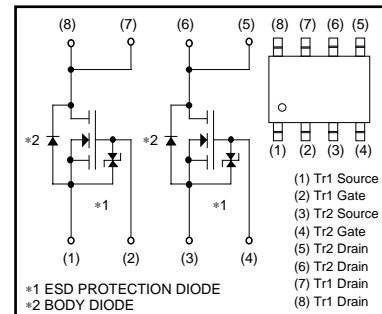 (8) (7) (6) (5)
(8) (7) (6) (5)
∗2 ∗2
∗1 ∗1
(1) (2) (3) (4)
(1) (2) (3) (4)
(1) Tr1 Source
(2) Tr1 Gate
(3) Tr2 Source
(4) Tr2 Gate
(5) Tr2 Drain
(6) Tr2 Drain
(7) Tr1 Drain
(8) Tr1 Drain
∗1 ESD PROTECTION DIODE
∗2 BODY DIODE